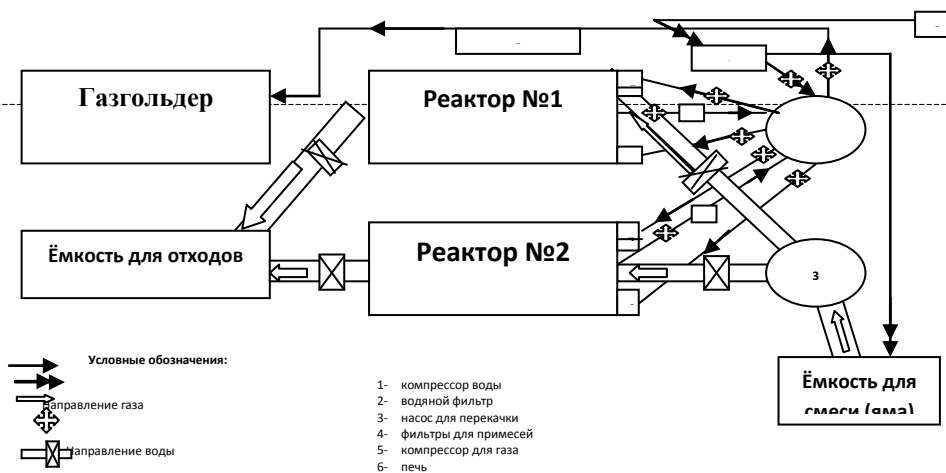 Газгольдер
Реактор №1
Ёмкость для отходов
Реактор №2
3
Условные обозначения:
Направление газа
Направление воды
1- компрессор воды
2- водяной фильтр
3- насос для перекачки
4- фильтры для примесей
5- компрессор для газа
6- печь
Ёмкость для
смеси (яма)